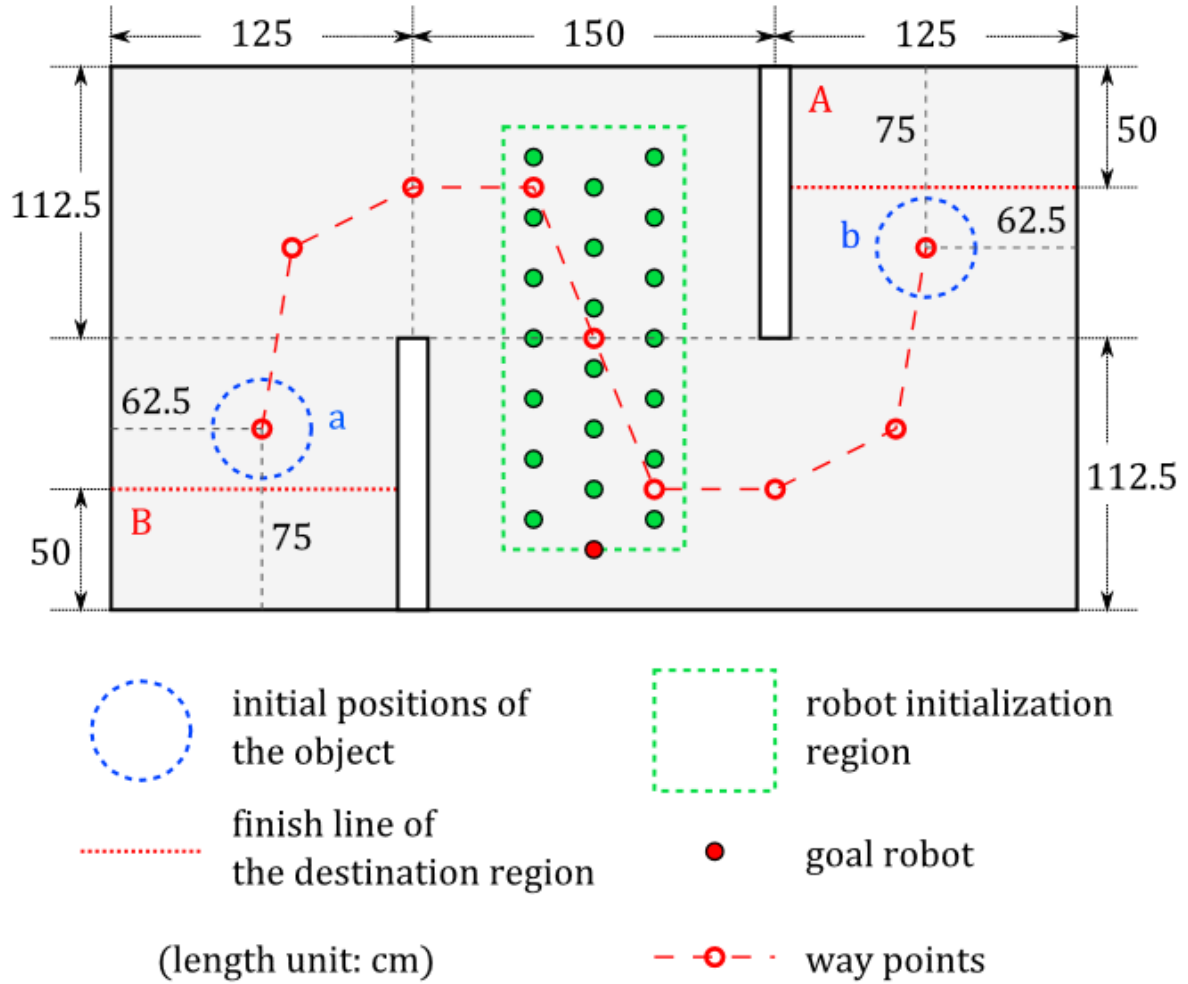 125 150 125
A
75
50
112.5
62.5
b
62.5
a
112.5
B
75
50
initial positions of
the object
robot initialization
region
finish line of
the destination region
goal robot
(length unit: cm)
way points